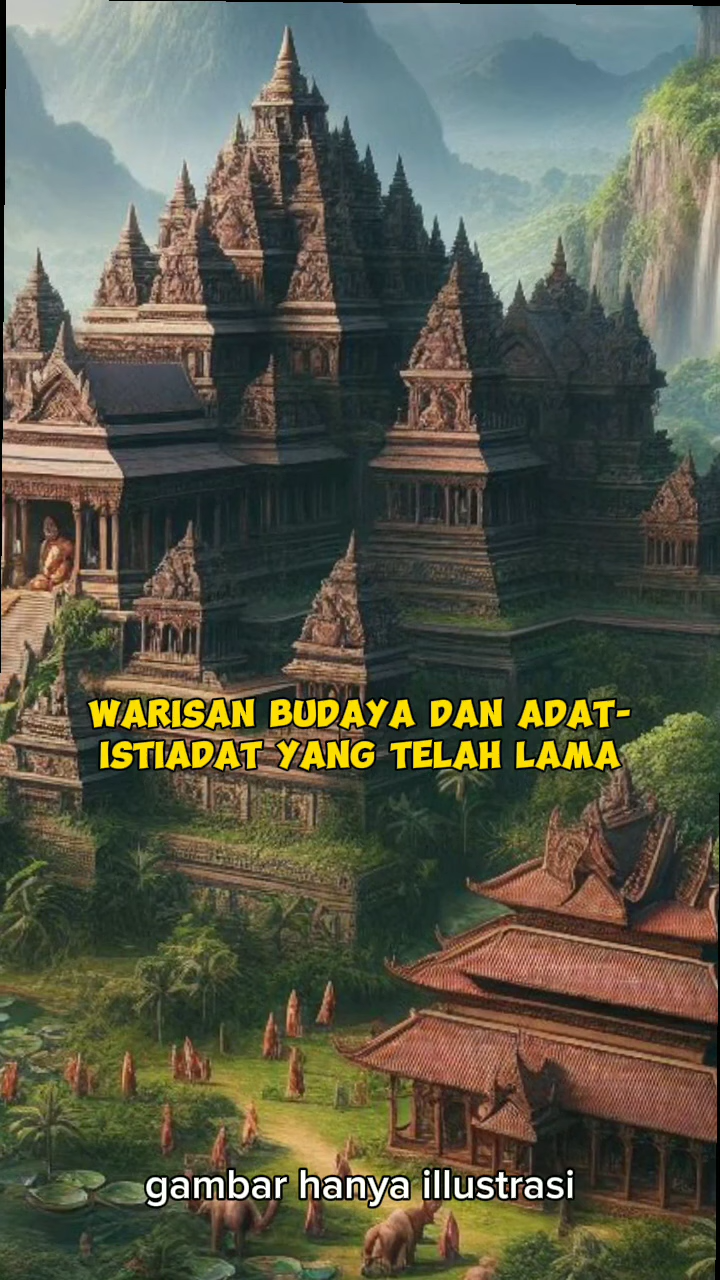 WARISAN BUDAYA DAN ADAT-
ISTIADAT YANG TELAH LAMA
gambar hanya illustrasi